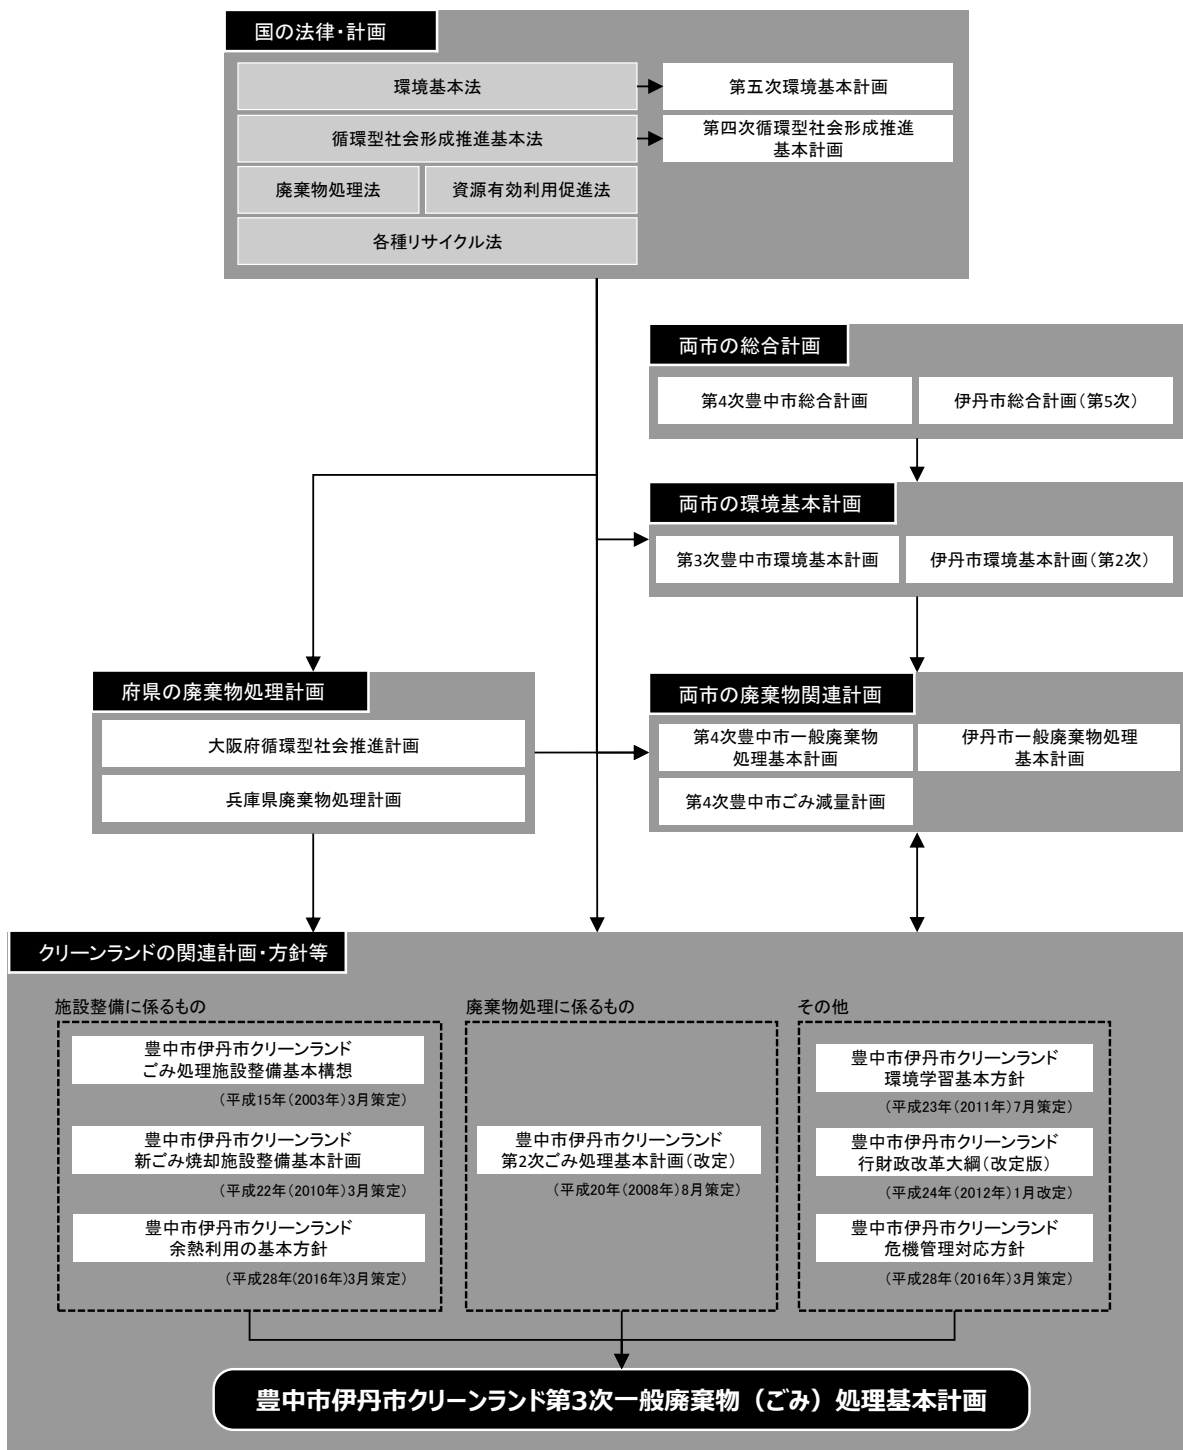 国の法律・計画
環境基本法
第五次環境基本計画
循環型社会形成推進基本法
第四次循環型社会形成推進
基本計画
廃棄物処理法
資源有効利用促進法
各種リサイクル法
両市の総合計画
第4次豊中市総合計画
伊丹市総合計画（第5次）
両市の環境基本計画
第3次豊中市環境基本計画
伊丹市環境基本計画（第2次）
府県の廃棄物処理計画
大阪府循環型社会推進計画
兵庫県廃棄物処理計画
両市の廃棄物関連計画
第4次豊中市一般廃棄物
処理基本計画
伊丹市一般廃棄物処理
基本計画
第4次豊中市ごみ減量計画
クリーンランドの関連計画・方針等
施設整備に係るもの
豊中市伊丹市クリーンランド
ごみ処理施設整備基本構想
（平成15年（2003年）3月策定）
豊中市伊丹市クリーンランド
新ごみ焼却施設整備基本計画
（平成22年（2010年）3月策定）
豊中市伊丹市クリーンランド
余熱利用の基本方針
（平成28年(2016年)3月策定）
廃棄物処理に係るもの
豊中市伊丹市クリーンランド
第2次ごみ処理基本計画（改定）
（平成20年（2008年）8月策定）
その他
豊中市伊丹市クリーンランド
環境学習基本方針
（平成23年（2011年）7月策定）
豊中市伊丹市クリーンランド
行財政改革大綱（改定版）
（平成24年（2012年）1月改定）
豊中市伊丹市クリーンランド
危機管理対応方針
（平成28年（2016年）3月策定）
豊中市伊丹市クリーンランド第3次一般廃棄物（ごみ）処理基本計画